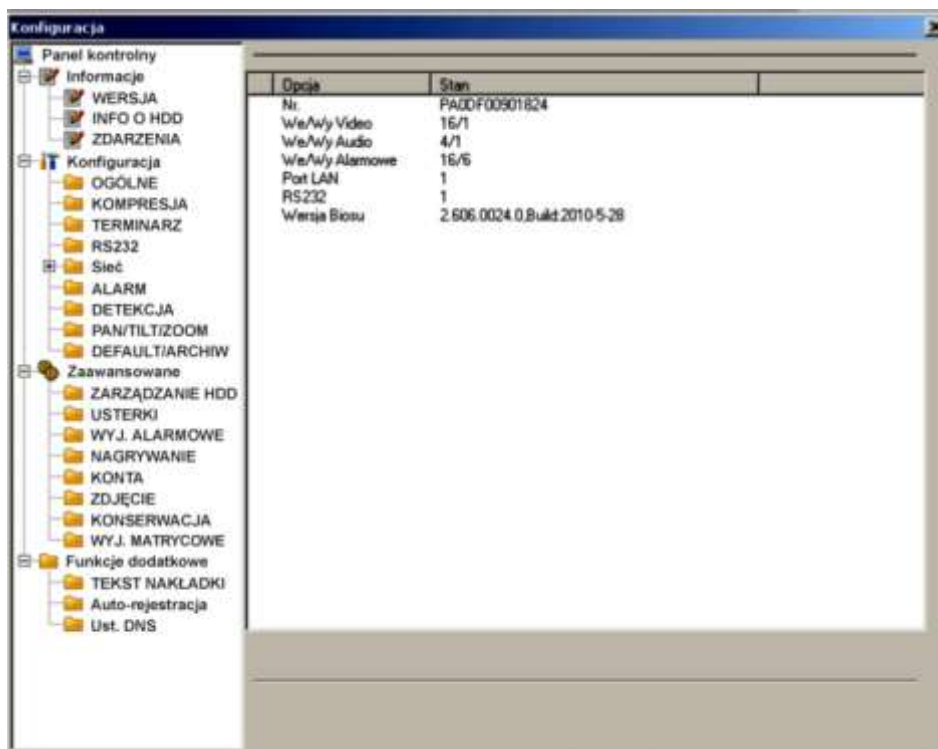 Konfiguracja
Panel kontrolny
Informacje
WERSJA
INFO O HDD
ZDARZENIA
Konfiguracja
OGÓLNE
KOMPRESJA
TERMINARZ
RS232
Sieć
ALARM
DETEKCJA
PAN/TILT/ZOOM
DEFAULT/ARCHIW
Zaawansowane
ZARZĄDZANIE HDD
USTERKI
WYJ. ALARMOWE
NAGRYWANIE
KONTA
ZDJĘCIE
KONSERWACJA
WYJ. MATRYCOWE
Funkcje dodatkowe
TEKST NAKŁADKI
Auto-rejestracja
Ust. DNS
Opcja Stan
Nr. PA0DF00901824
We/Wy Video 16/1
We/Wy Audio 4/1
We/Wy Alarmowe 16/6
Port LAN 1
RS232 1
Wersja Biosu 2.606.0024.0,Build:2010-5-28